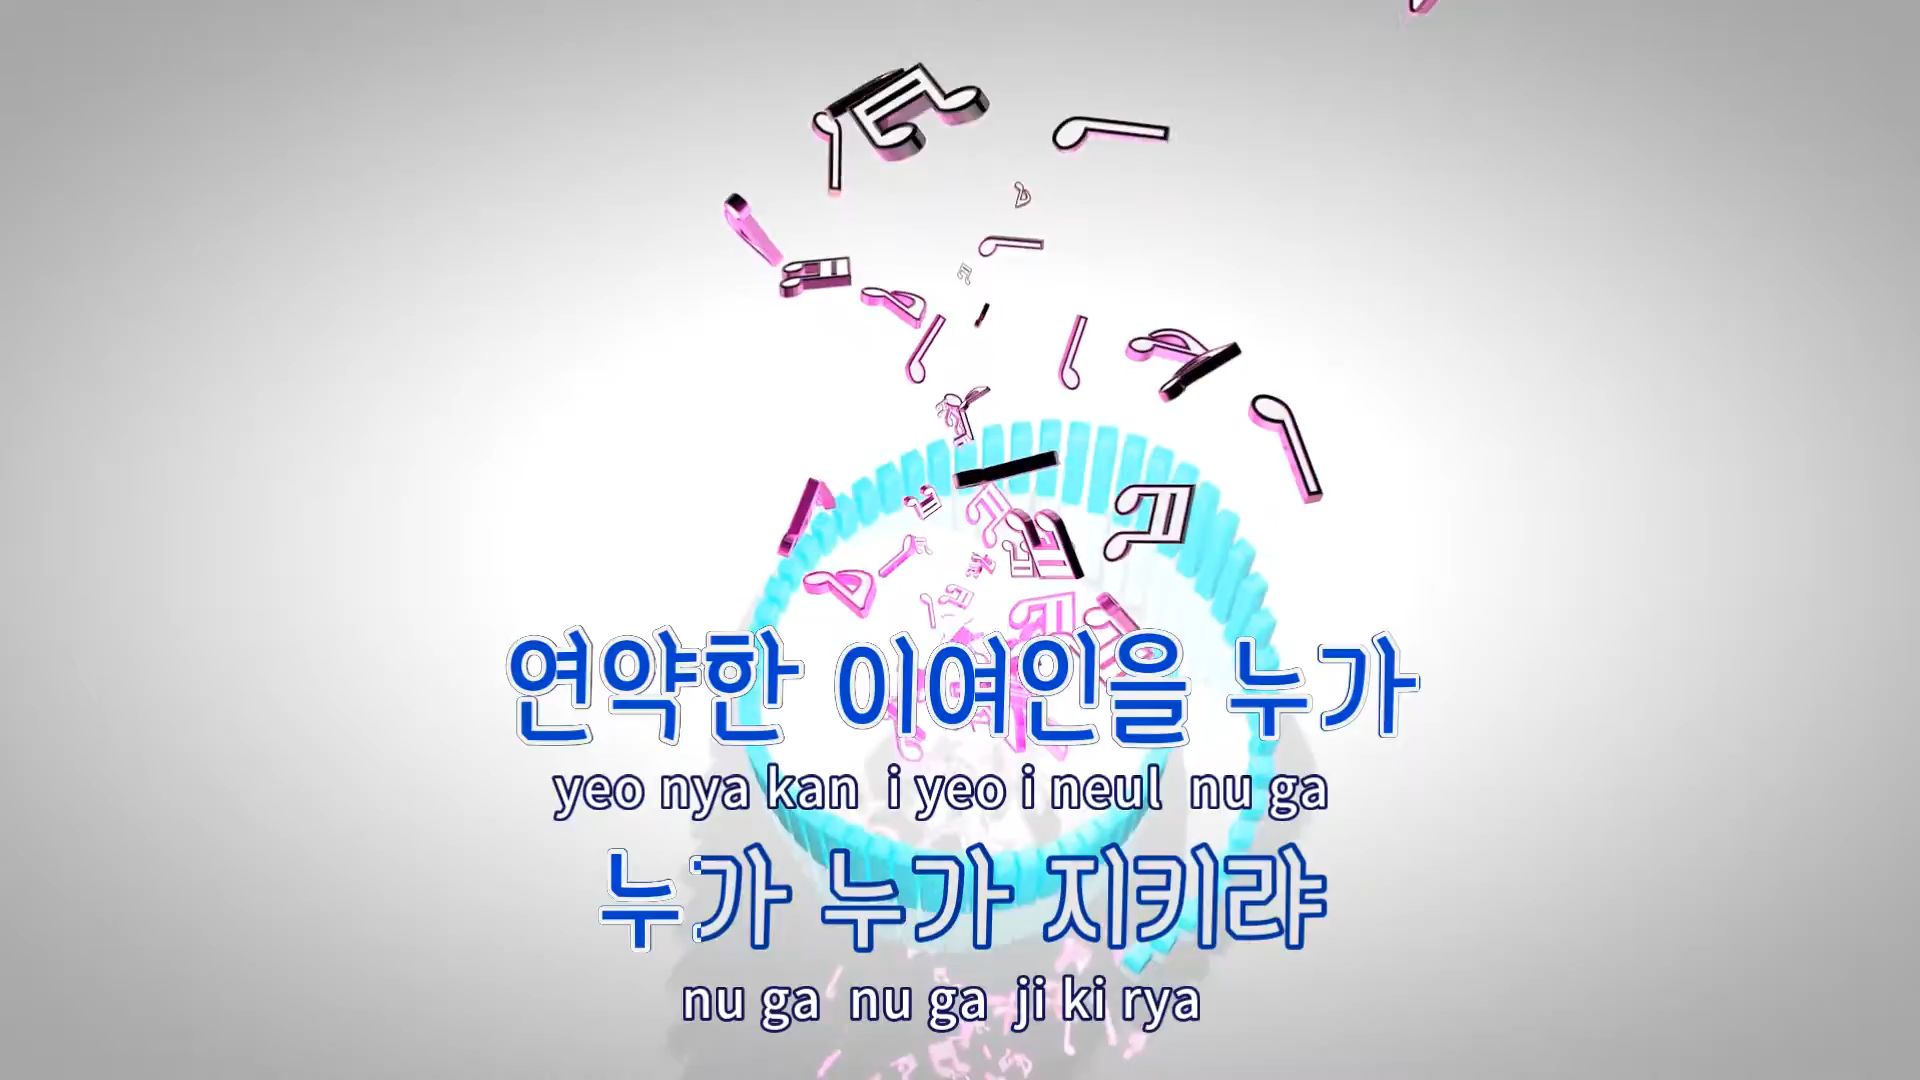 연약한 이여인을 누가
yeo nya kan i yeo i neul nu ga
누가 누가 지키랴
nu ga nu ga ji ki rya